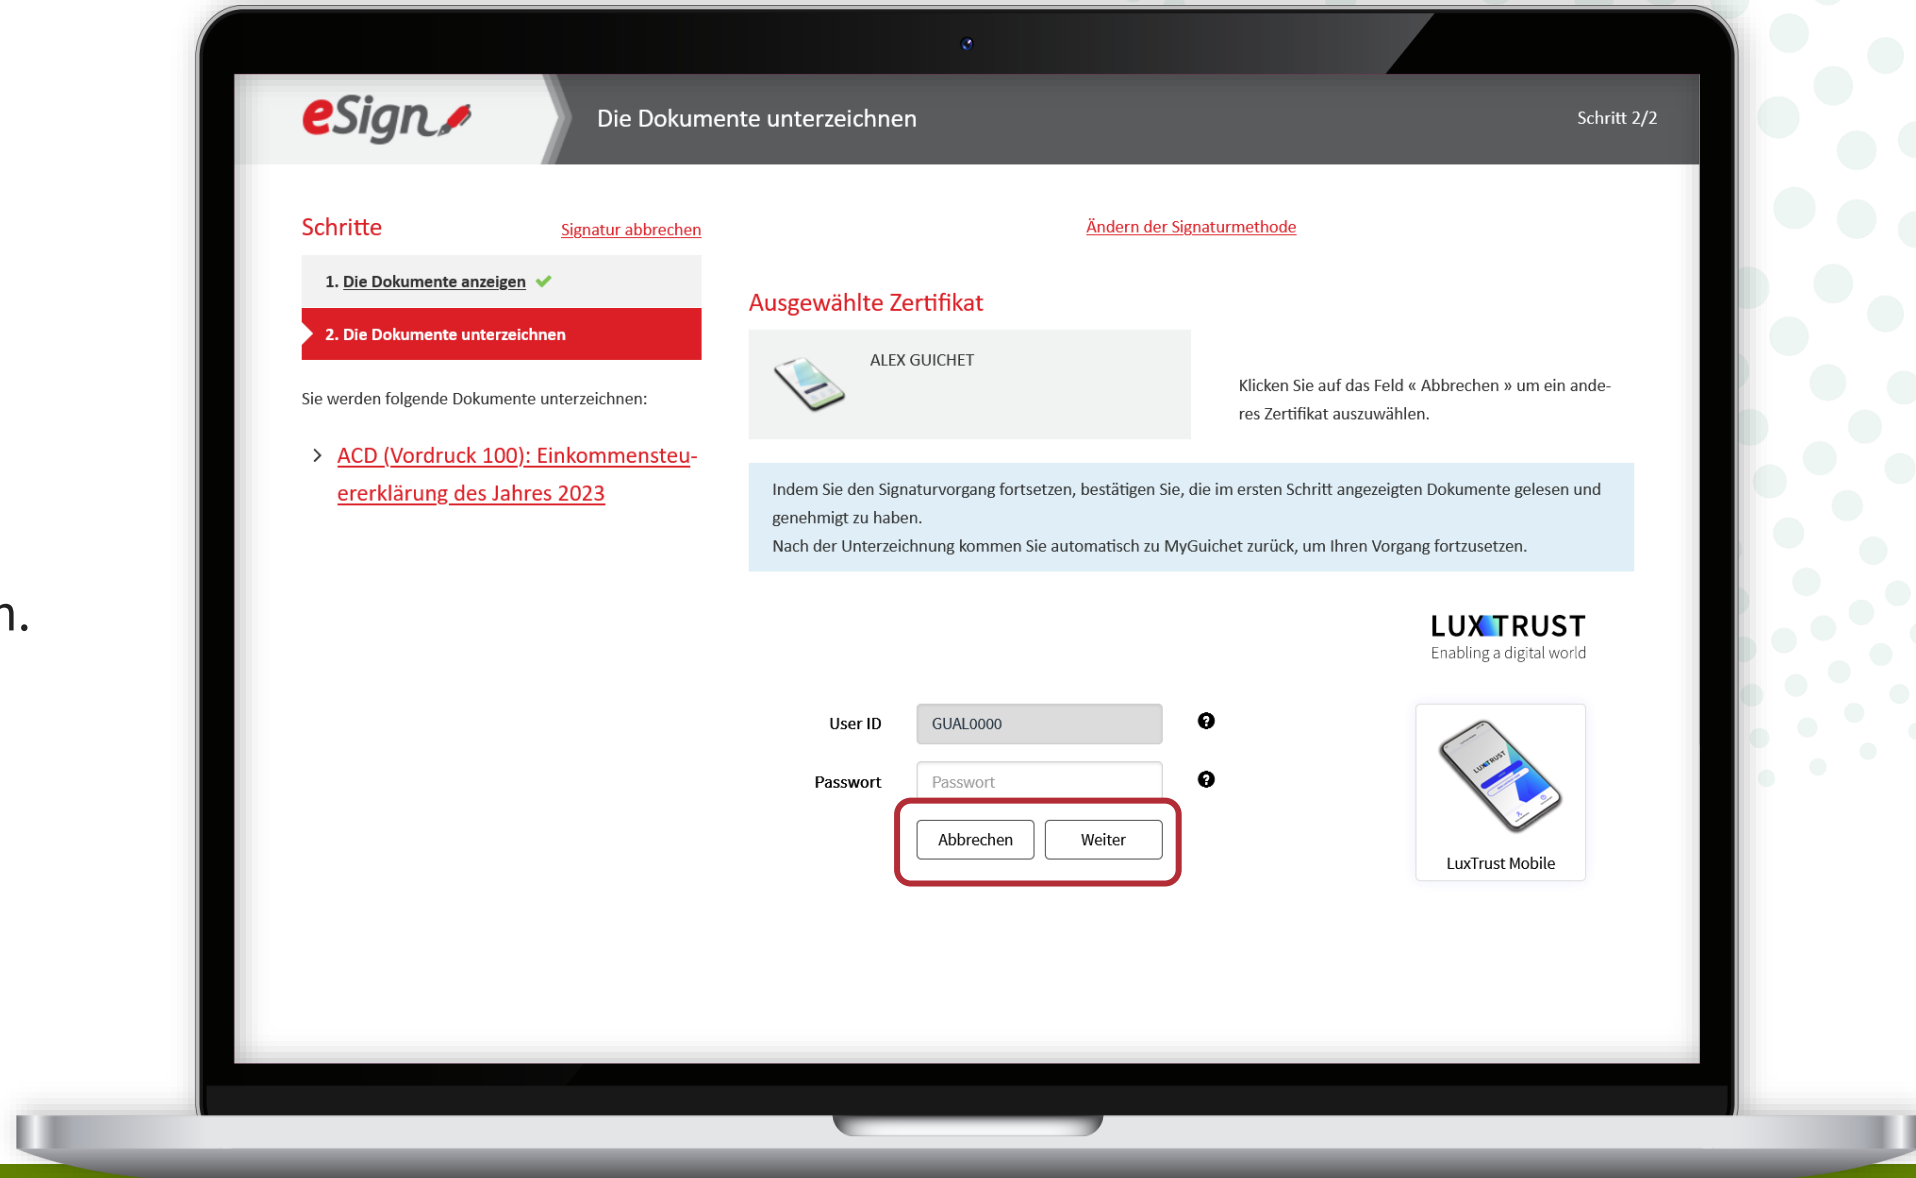 eSign
Die Dokumente unterzeichnen
Schritt 2/2
Schritte
Signatur abbrechen
Ändern der Signaturmethode
1. Die Dokumente anzeigen
2. Die Dokumente unterzeichnen
Sie werden folgende Dokumente unterzeichnen:
ACD (Vordruck 100): Einkommensteu-
ererklärung des Jahres 2023
Ausgewählte Zertifikat
ALEX GUICHET
Klicken Sie auf das Feld « Abbrechen » um ein ande-
res Zertifikat auszuwählen.
Indem Sie den Signaturvorgang fortsetzen, bestätigen Sie, die im ersten Schritt angezeigten Dokumente gelesen und
genehmigt zu haben.
Nach der Unterzeichnung kommen Sie automatisch zu MyGuichet zurück, um Ihren Vorgang fortzusetzen.
n.
LUXTRUST
Enabling a digital world
User ID
GUAL0000
Passwort
Passwort
Abbrechen
Weiter
LUXTRUST
LuxTrust Mobile